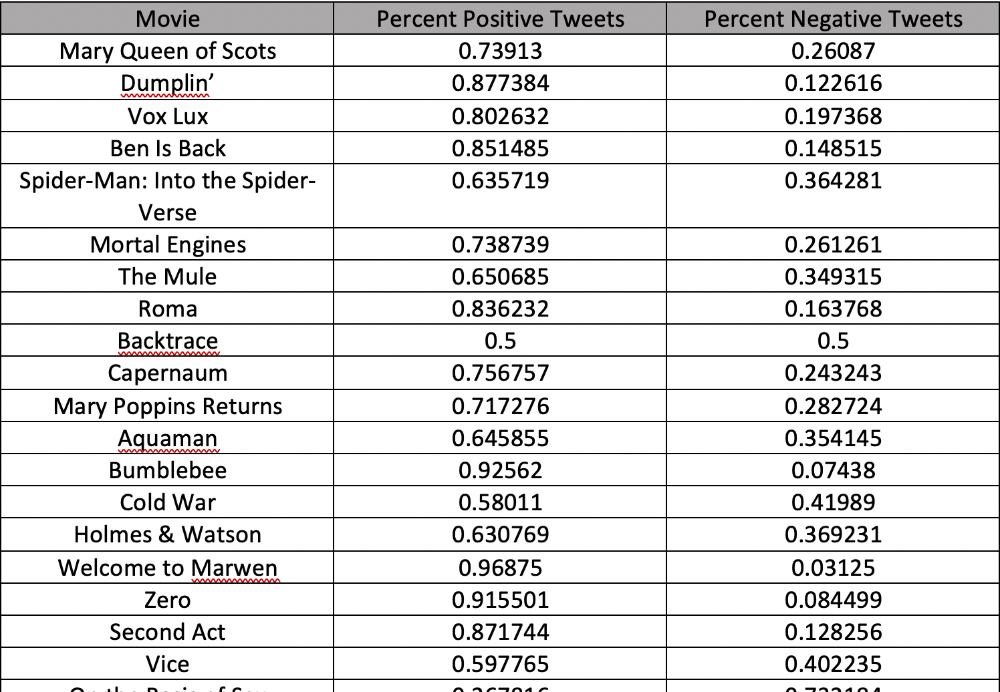 Movie Percent Positive Tweets Percent Negative Tweets
Mary Queen of Scots 0.73913 0.26087
Dumplin’ 0.877384 0.122616
Vox Lux 0.802632 0.197368
Ben Is Back 0.851485 0.148515
Spider-Man: Into the Spider- 0.635719 0.364281
Verse
Mortal Engines 0.738739 0.261261
The Mule 0.650685 0.349315
Roma 0.836232 0.163768
Backtrace 0.5 0.5
Capernaum 0.756757 0.243243
Mary Poppins Returns 0.717276 0.282724
Aquaman 0.645855 0.354145
Bumblebee 0.92562 0.07438
Cold War 0.58011 0.41989
Holmes & Watson 0.630769 0.369231
Welcome to Marwen 0.96875 0.03125
Zero 0.915501 0.084499
Second Act 0.871744 0.128256
Vice 0.597765 0.402235
On the Basis of Sex